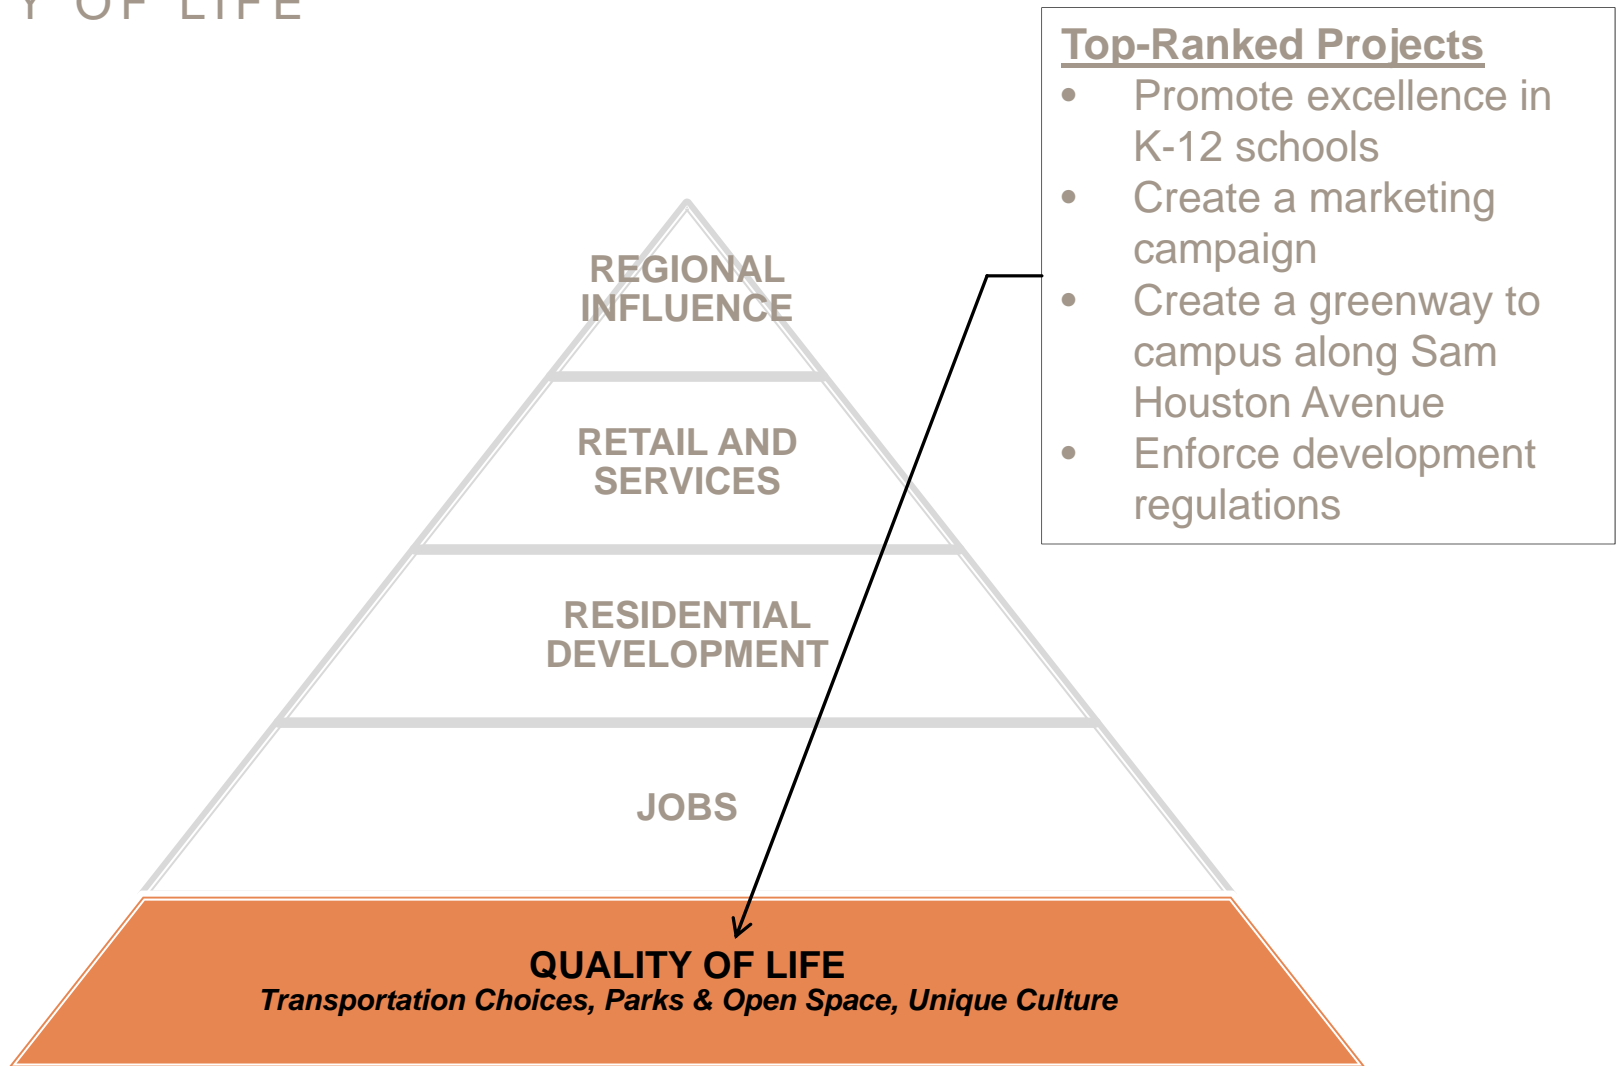 Y OF LIFE
Top-Ranked Projects
• Promote excellence in
K-12 schools
• Create a marketing
campaign
• Create a greenway to
campus along Sam
Houston Avenue
• Enforce development
regulations
REGIONAL
INFLUENCE
RETAIL AND
SERVICES
RESIDENTIAL
DEVELOPMENT
JOBS
QUALITY OF LIFE
Transportation Choices, Parks & Open Space, Unique Culture